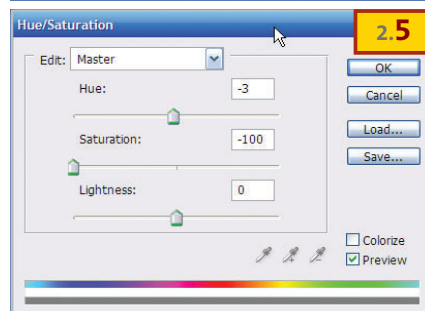 Hue/Saturation
2.5
Edit: Master
OK
Hue: -3
Cancel
Saturation: -100
Load...
Save...
Lightness: 0
Colorize
Preview